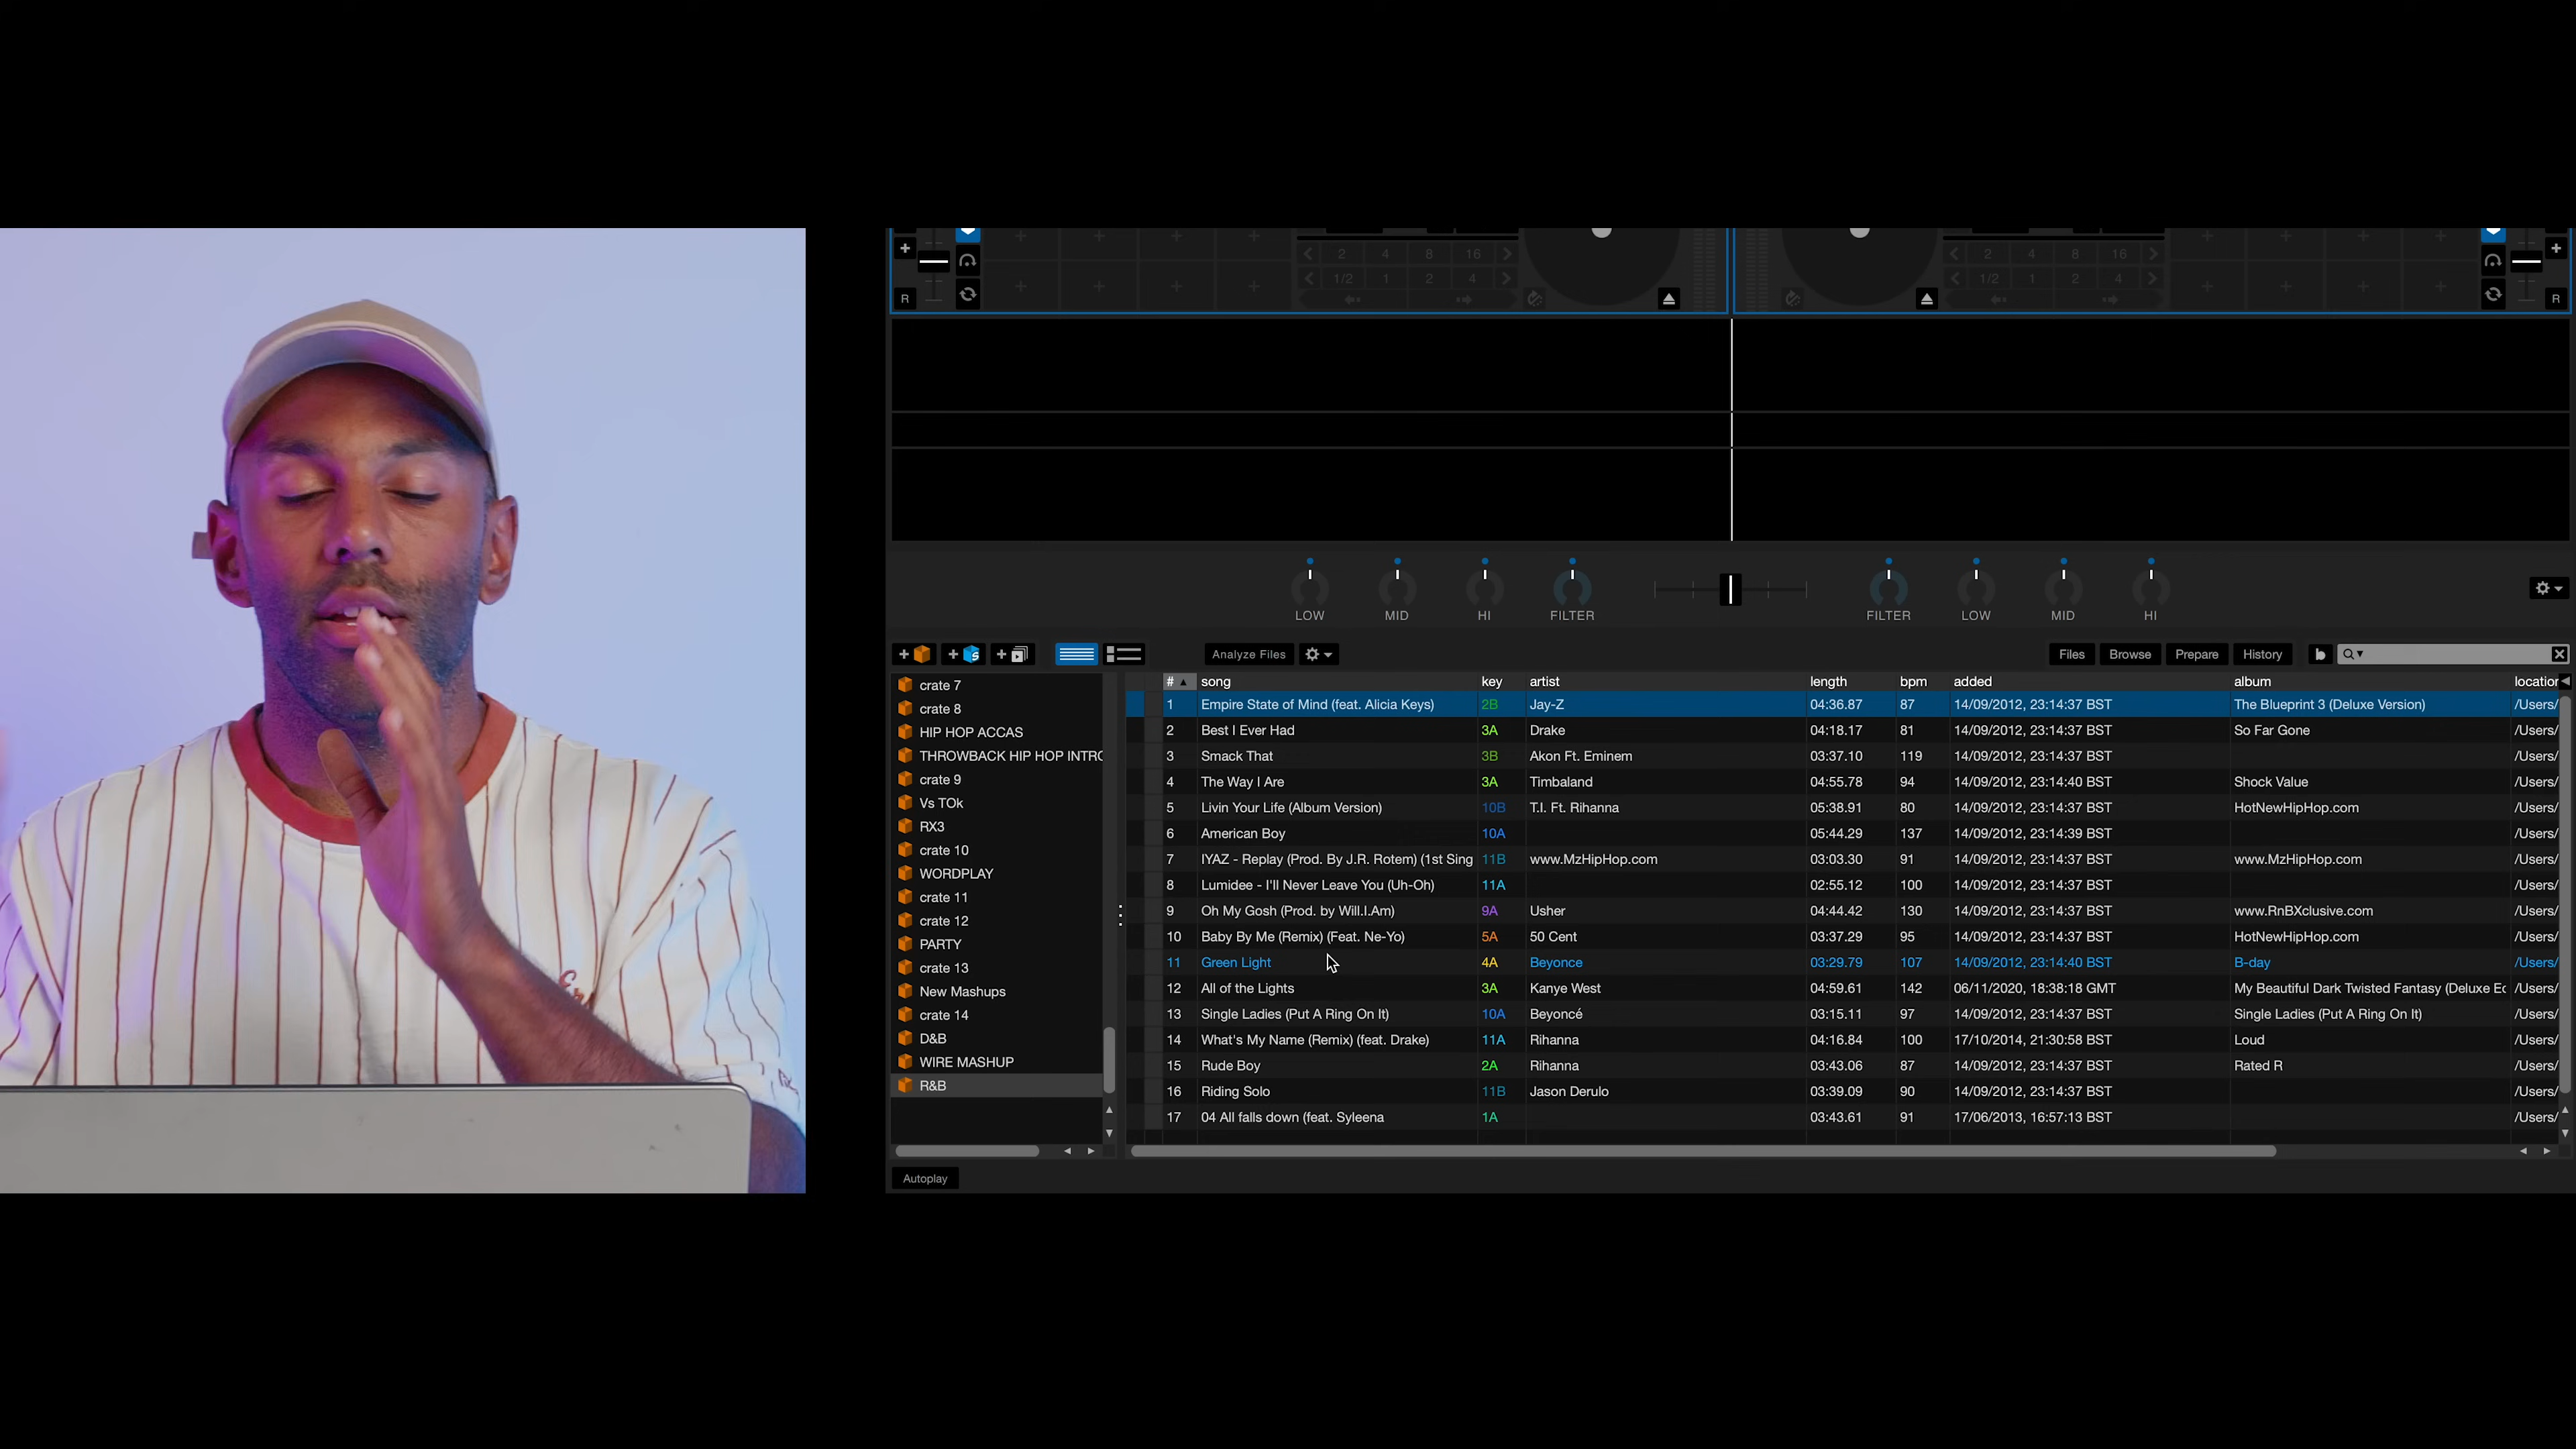 2 4 8 16 2 4 8 16
1/2 1 2 4 1/2 1 2 4
R R
LOW MID HI FILTER FILTER LOW MID HI
Analyze Files Files Browse Prepare History
crate 7
crate 8
HIP HOP ACCAS
THROWBACK HIP HOP INTRO
crate 9
Vs TOk
RX3
crate 10
WORDPLAY
crate 11
crate 12
PARTY
crate 13
New Mashups
crate 14
D&B
WIRE MASHUP
R&B
# song key artist length bpm added album location
1 Empire State of Mind (feat. Alicia Keys) 2B Jay-Z 04:36.87 87 14/09/2012, 23:14:37 BST The Blueprint 3 (Deluxe Version) /Users/
2 Best I Ever Had 3A Drake 04:18.17 81 14/09/2012, 23:14:37 BST So Far Gone /Users/
3 Smack That 3B Akon Ft. Eminem 03:37.10 119 14/09/2012, 23:14:37 BST /Users/
4 The Way I Are 3A Timbaland 04:55.78 94 14/09/2012, 23:14:40 BST Shock Value /Users/
5 Livin Your Life (Album Version) 10B T.I. Ft. Rihanna 05:38.91 80 14/09/2012, 23:14:37 BST HotNewHipHop.com /Users/
6 American Boy 10A 05:44.29 137 14/09/2012, 23:14:39 BST /Users/
7 IYAZ - Replay (Prod. By J.R. Rotem) (1st Sing 11B www.MzHipHop.com 03:03.30 91 14/09/2012, 23:14:37 BST www.MzHipHop.com /Users/
8 Lumidee - I'll Never Leave You (Uh-Oh) 11A 02:55.12 100 14/09/2012, 23:14:37 BST /Users/
9 Oh My Gosh (Prod. by Will.I.Am) 9A Usher 04:44.42 130 14/09/2012, 23:14:37 BST www.RnBXclusive.com /Users/
10 Baby By Me (Remix) (Feat. Ne-Yo) 5A 50 Cent 03:37.29 95 14/09/2012, 23:14:37 BST HotNewHipHop.com /Users/
11 Green Light 4A Beyonce 03:29.79 107 14/09/2012, 23:14:40 BST B-day /Users/
12 All of the Lights 3A Kanye West 04:59.61 142 06/11/2020, 18:38:18 GMT My Beautiful Dark Twisted Fantasy (Deluxe Ec /Users/
13 Single Ladies (Put A Ring On It) 10A Beyoncé 03:15.11 97 14/09/2012, 23:14:37 BST Single Ladies (Put A Ring On It) /Users/
14 What's My Name (Remix) (feat. Drake) 11A Rihanna 04:16.84 100 17/10/2014, 21:30:58 BST Loud /Users/
15 Rude Boy 2A Rihanna 03:43.06 87 14/09/2012, 23:14:37 BST Rated R /Users/
16 Riding Solo 11B Jason Derulo 03:39.09 90 14/09/2012, 23:14:37 BST /Users/
17 04 All falls down (feat. Syleena 1A 03:43.61 91 17/06/2013, 16:57:13 BST /Users/
Autoplay